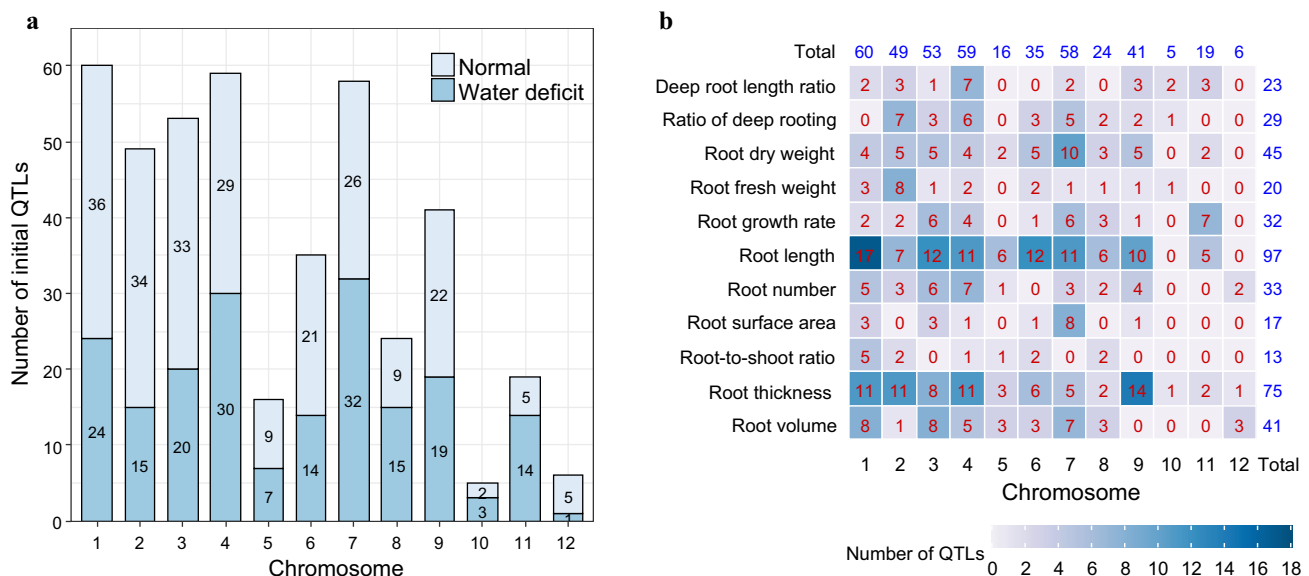 a
Number of initial QTLs
60
50
40
30
20
10
0
Normal
Water deficit
36 34 33 29 9 21 26 9 22 2 5 5
24 15 20 30 7 14 32 15 19 3 14 1
1 2 3 4 5 6 7 8 9 10 11 12
Chromosome
b
Total 60 49 53 59 16 35 58 24 41 5 19 6
Deep root length ratio 2 3 1 7 0 0 2 0 3 2 3 0 23
Ratio of deep rooting 0 7 3 6 0 3 5 2 2 1 0 0 29
Root dry weight 4 5 5 4 2 5 10 3 5 0 2 0 45
Root fresh weight 3 8 1 2 0 2 1 1 1 1 0 0 20
Root growth rate 2 2 6 4 0 1 6 3 1 0 7 0 32
Root length 17 7 12 11 6 12 11 6 10 0 5 0 97
Root number 5 3 6 7 1 0 3 2 4 0 0 2 33
Root surface area 3 0 3 1 0 1 8 0 1 0 0 0 17
Root-to-shoot ratio 5 2 0 1 1 2 0 2 0 0 0 0 13
Root thickness 11 11 8 11 3 6 5 2 14 1 2 1 75
Root volume 8 1 8 5 3 3 7 3 0 0 0 3 41
1 2 3 4 5 6 7 8 9 10 11 12 Total
Chromosome
Number of QTLs
0 2 4 6 8 10 12 14 16 18